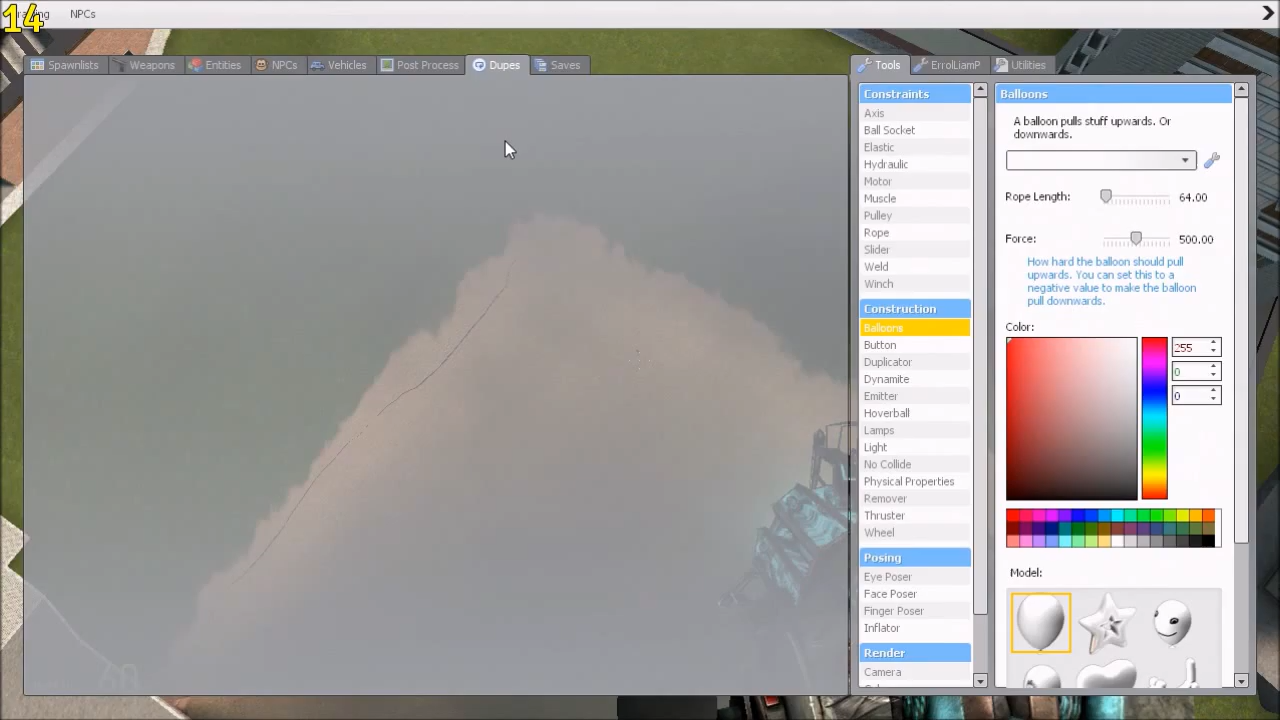 14
NPCs
Spawnlists Weapons Entities NPCs Vehicles Post Process Dupes Saves
Tools ErrolLiamP Utilities
Constraints
Axis
Ball Socket
Elastic
Hydraulic
Motor
Muscle
Pulley
Rope
Slider
Weld
Winch
Construction
Balloons
Button
Duplicator
Dynamite
Emitter
Hoverball
Lamps
Light
No Collide
Physical Properties
Remover
Thruster
Wheel
Posing
Eye Poser
Face Poser
Finger Poser
Inflator
Render
Camera
Balloons
A balloon pulls stuff upwards. Or
downwards.
Rope Length: 64.00
Force: 500.00
How hard the balloon should pull
upwards. You can set this to a
negative value to make the balloon
pull downwards.
Color:
255
0
0
Model: